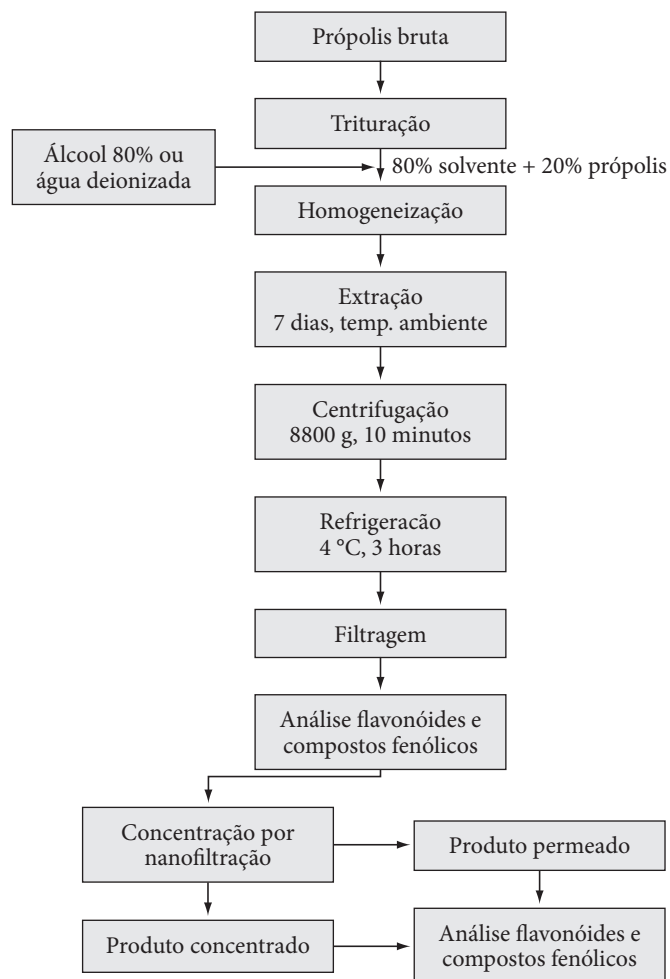 Própolis bruta
Trituração
Álcool 80% ou
água deionizada
80% solvente + 20% própolis
Homogeneização
Extração
7 dias, temp. ambiente
Centrifugação
8800 g, 10 minutos
Refrigeracão
4 °C, 3 horas
Filtragem
Análise flavonóides e
compostos fenólicos
Concentração por
nanofiltração
Produto permeado
Produto concentrado
Análise flavonóides e
compostos fenólicos